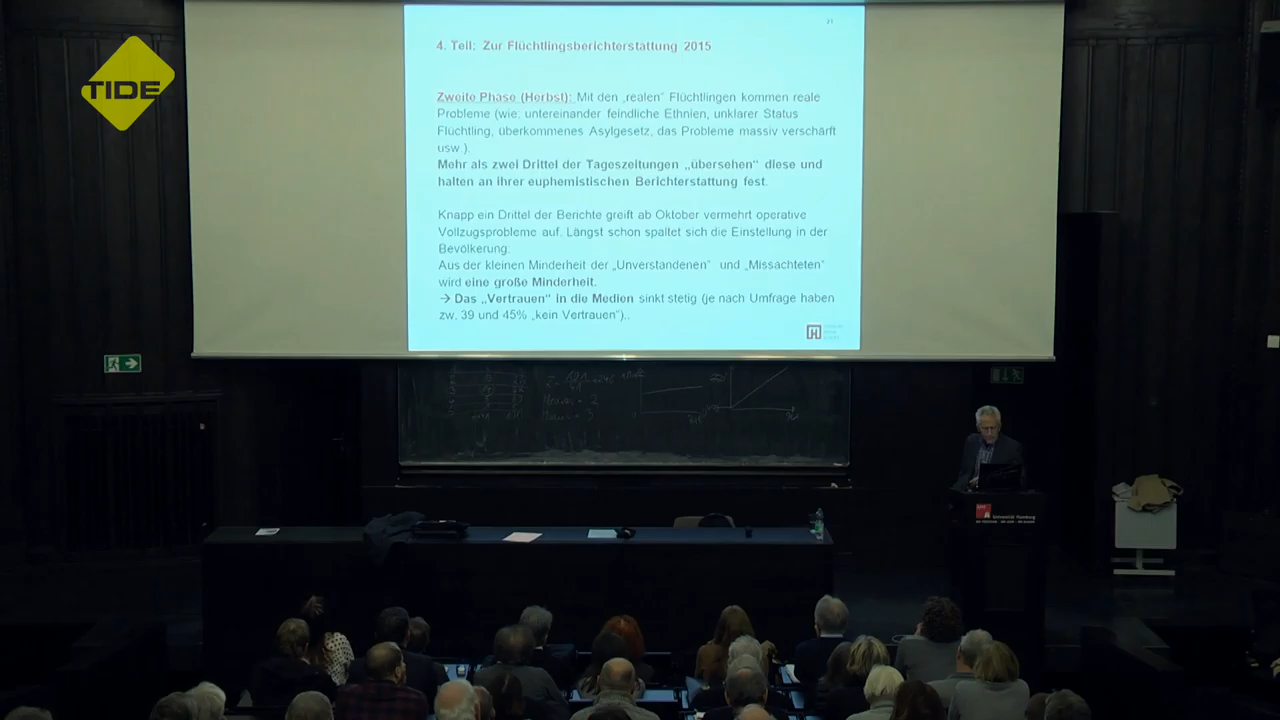 TIDE
21
4. Teil: Zur Flüchtlingsberichterstattung 2015
Zweite Phase (Herbst): Mit den „realen“ Flüchtlingen kommen reale
Probleme (wie: untereinander feindliche Ethnien, unklarer Status
Flüchtling, überkommenes Asylgesetz, das Probleme massiv verschärft
usw.).
Mehr als zwei Drittel der Tageszeitungen „übersehen“ diese und
halten an ihrer euphemistischen Berichterstattung fest.
Knapp ein Drittel der Berichte greift ab Oktober vermehrt operative
Vollzugsprobleme auf. Längst schon spaltet sich die Einstellung in der
Bevölkerung:
Aus der kleinen Minderheit der „Unverstandenen“ und „Missachteten“
wird eine große Minderheit.
→ Das „Vertrauen“ in die Medien sinkt stetig (je nach Umfrage haben
zw. 39 und 45% „kein Vertrauen“)..
Universität Hamburg